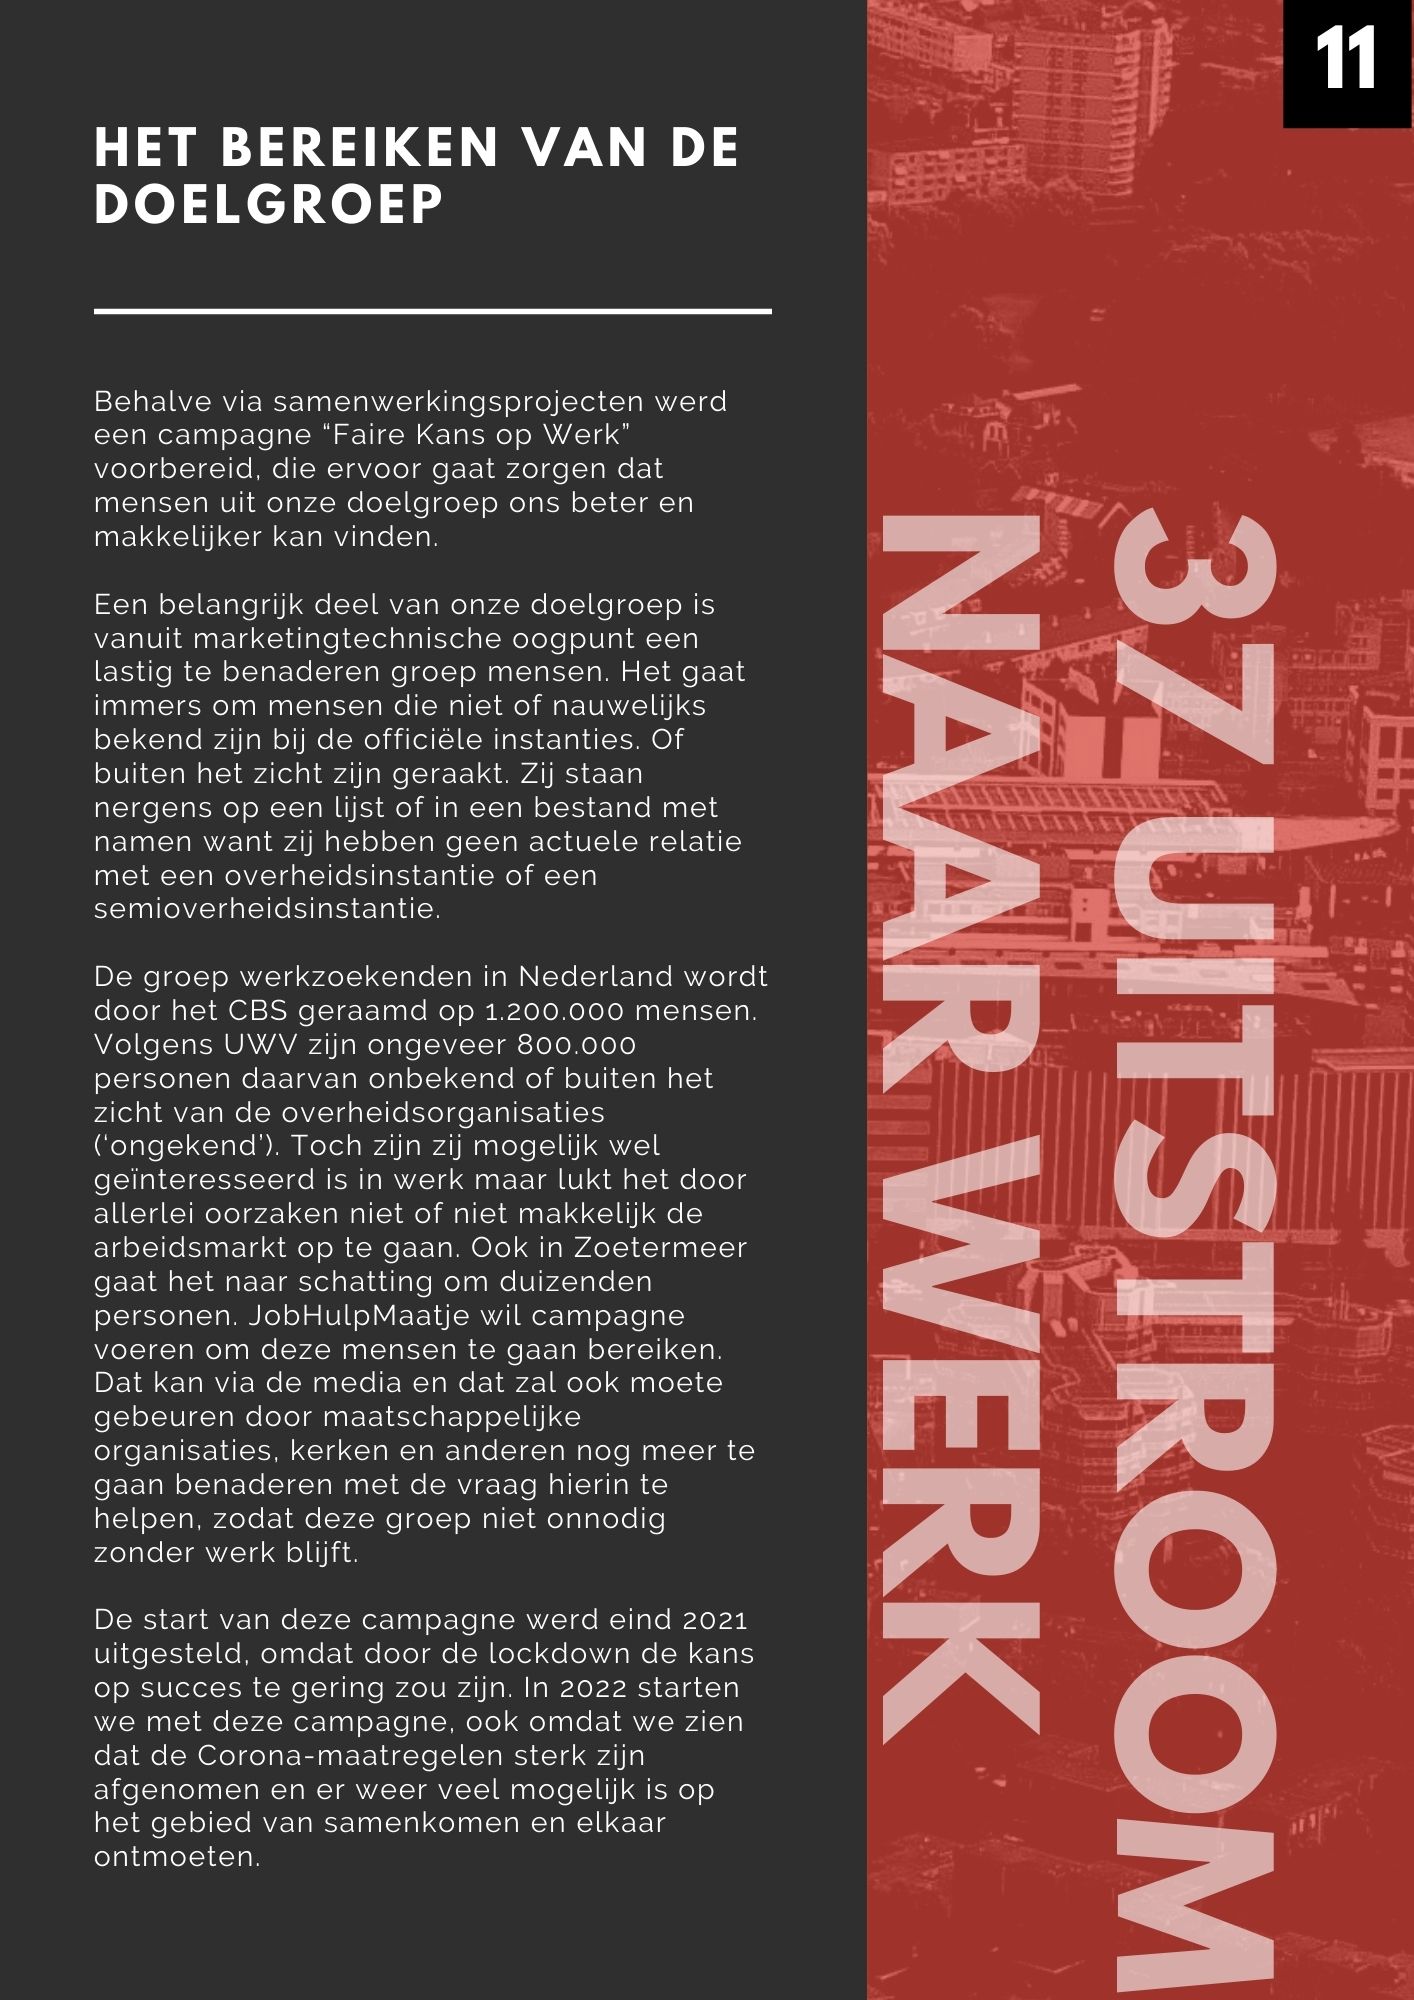 11
HET BEREIKEN VAN DE
DOELGROEP
Behalve via samenwerkingsprojecten werd
een campagne “Faire Kans op Werk”
voorbereid, die ervoor gaat zorgen dat
mensen uit onze doelgroep ons beter en
makkelijker kan vinden.
Een belangrijk deel van onze doelgroep is
vanuit marketingtechnische oogpunt een
lastig te benaderen groep mensen. Het gaat
immers om mensen die niet of nauwelijks
bekend zijn bij de officiële instanties. Of
buiten het zicht zijn geraakt. Zij staan
nergens op een lijst of in een bestand met
namen want zij hebben geen actuele relatie
met een overheidsinstantie of een
semioverheidsinstantie.
De groep werkzoekenden in Nederland wordt
door het CBS geraamd op 1.200.000 mensen.
Volgens UWV zijn ongeveer 800.000
personen daarvan onbekend of buiten het
zicht van de overheidsorganisaties
(‘ongekend’). Toch zijn zij mogelijk wel
geïnteresseerd is in werk maar lukt het door
allerlei oorzaken niet of niet makkelijk de
arbeidsmarkt op te gaan. Ook in Zoetermeer
gaat het naar schatting om duizenden
personen. JobHulpMaatje wil campagne
voeren om deze mensen te gaan bereiken.
Dat kan via de media en dat zal ook moete
gebeuren door maatschappelijke
organisaties, kerken en anderen nog meer te
gaan benaderen met de vraag hierin te
helpen, zodat deze groep niet onnodig
zonder werk blijft.
De start van deze campagne werd eind 2021
uitgesteld, omdat door de lockdown de kans
op succes te gering zou zijn. In 2022 starten
we met deze campagne, ook omdat we zien
dat de Corona-maatregelen sterk zijn
afgenomen en er weer veel mogelijk is op
het gebied van samenkomen en elkaar
ontmoeten.
37 UITSTROOM
NAAR WERK